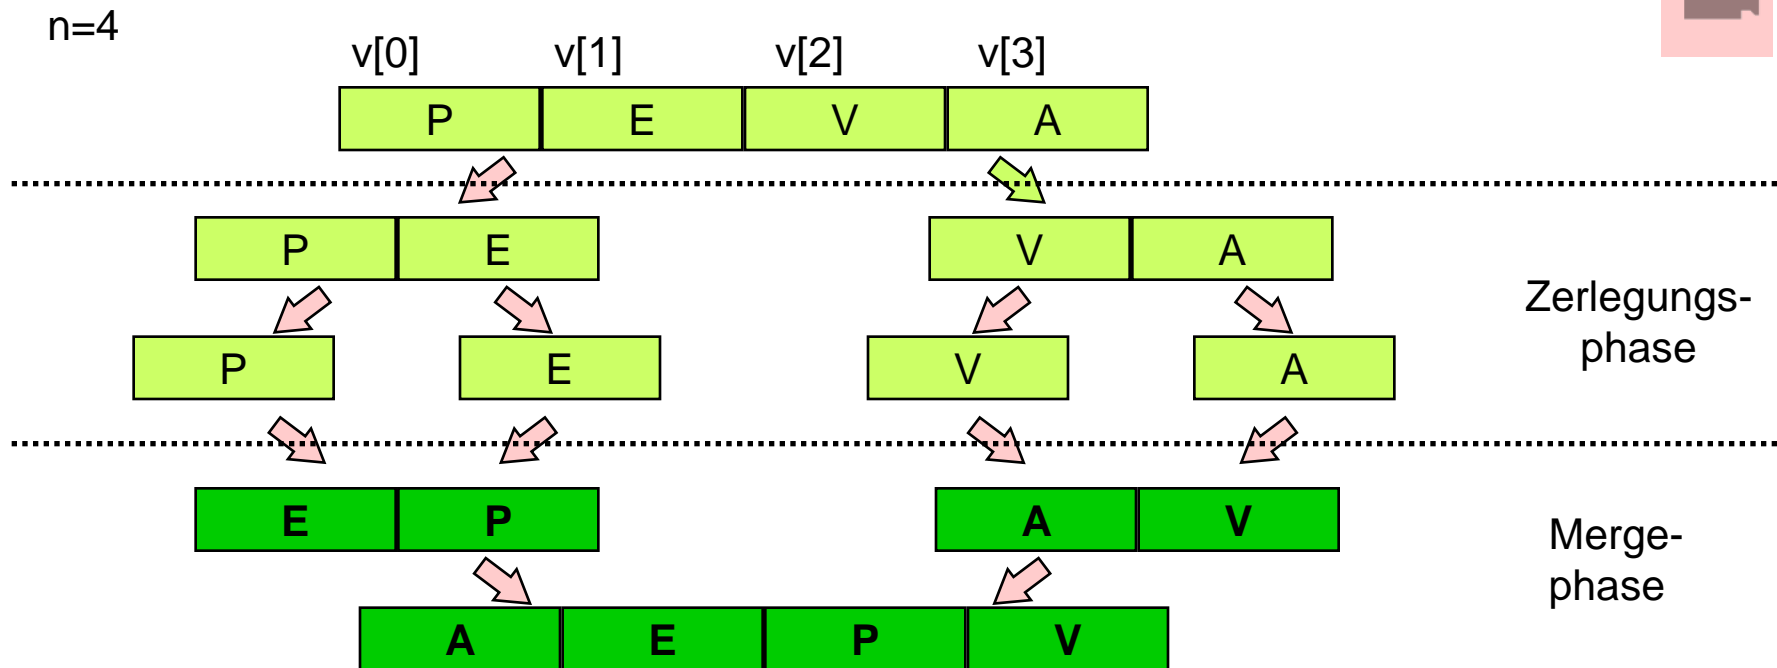 n=4
v[0] v[1] v[2] v[3]
P E V A
P E V A
Zerlegungs-
phase
P E V A
E P A V
Merge-
phase
A E P V